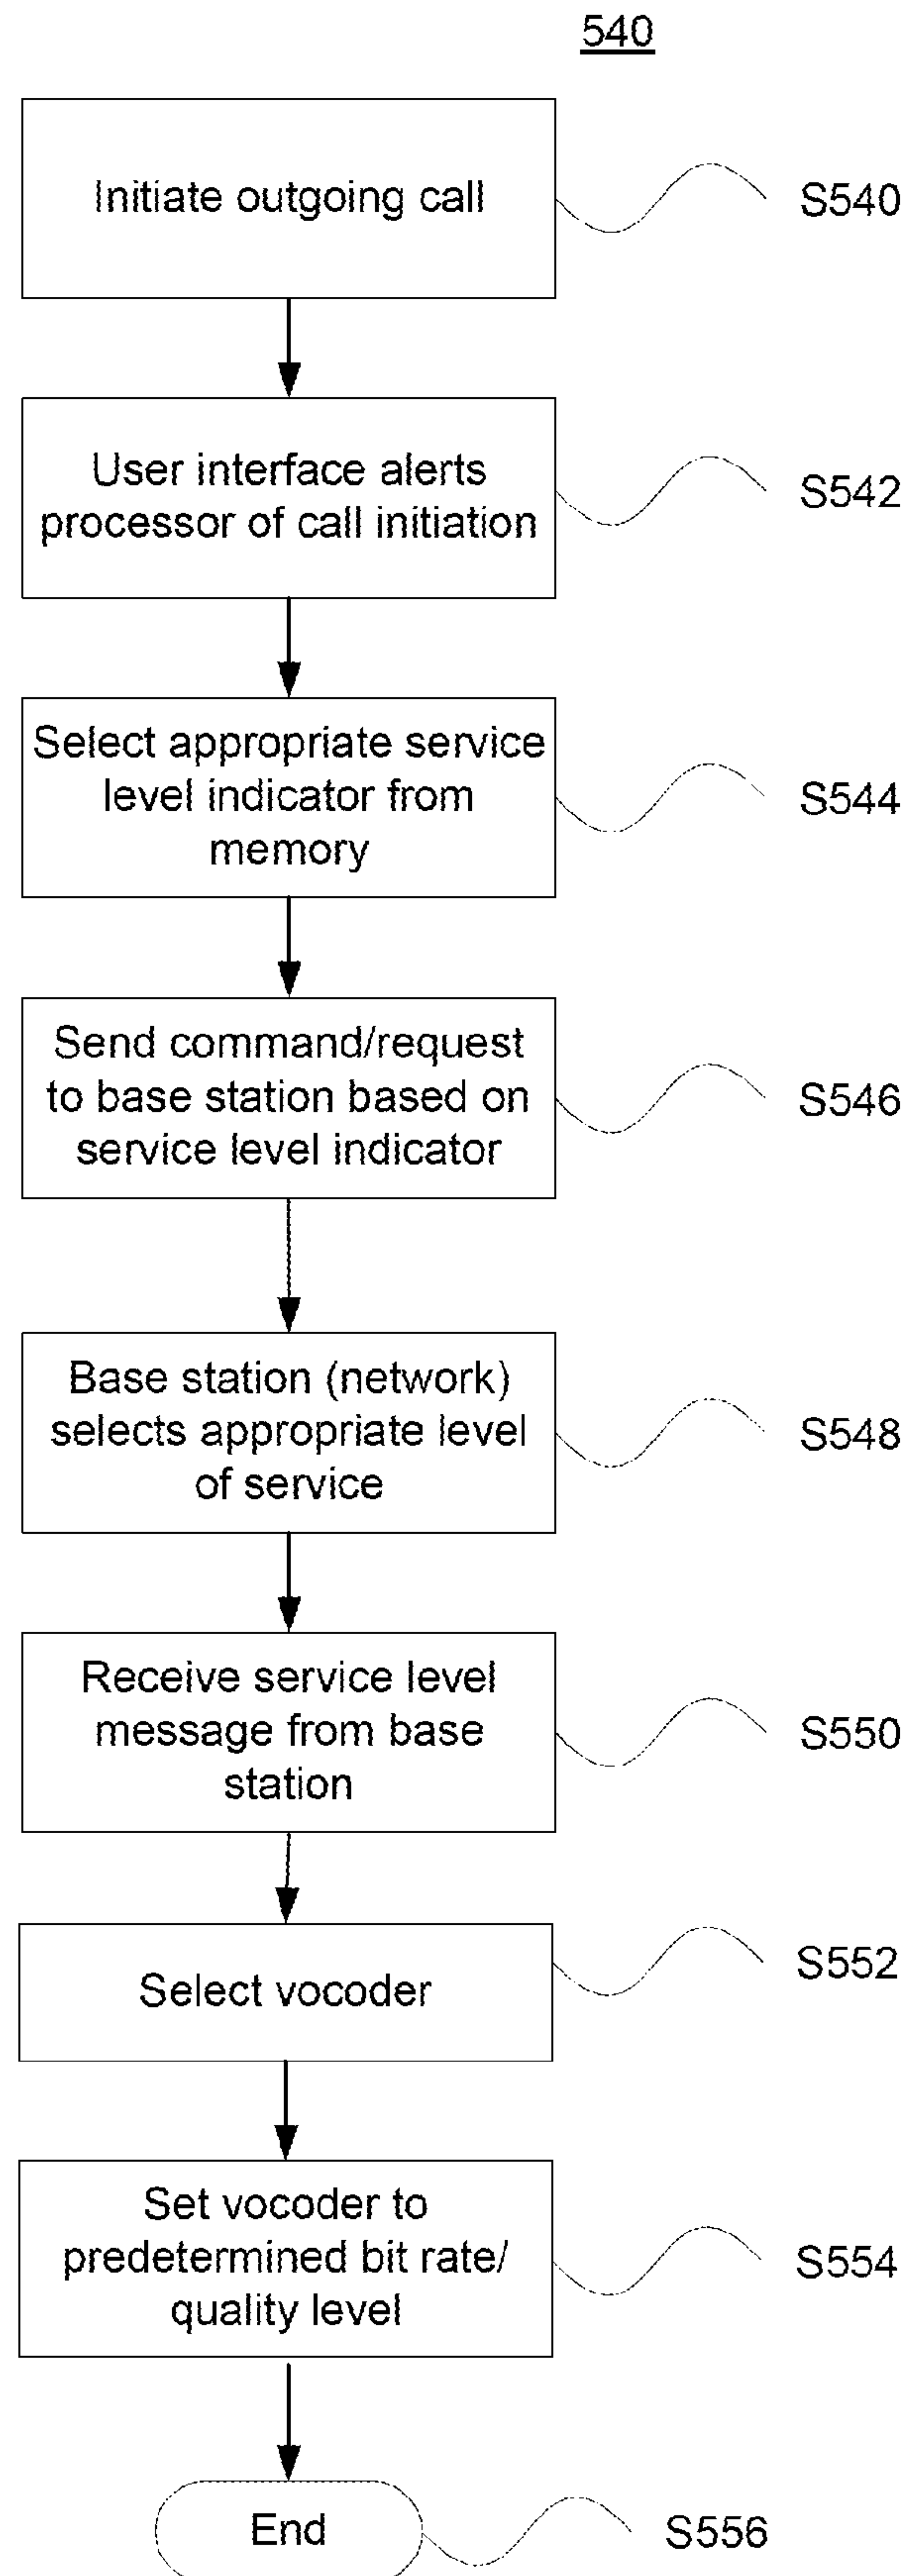 540
Initiate outgoing call
S540
User interface alerts
processor of call initiation
S542
Select appropriate service
level indicator from
memory
S544
Send command/request
to base station based on
service level indicator
S546
Base station (network)
selects appropriate level
of service
S548
Receive service level
message from base
station
S550
Select vocoder
S552
Set vocoder to
predetermined bit rate/
quality level
S554
End
S556